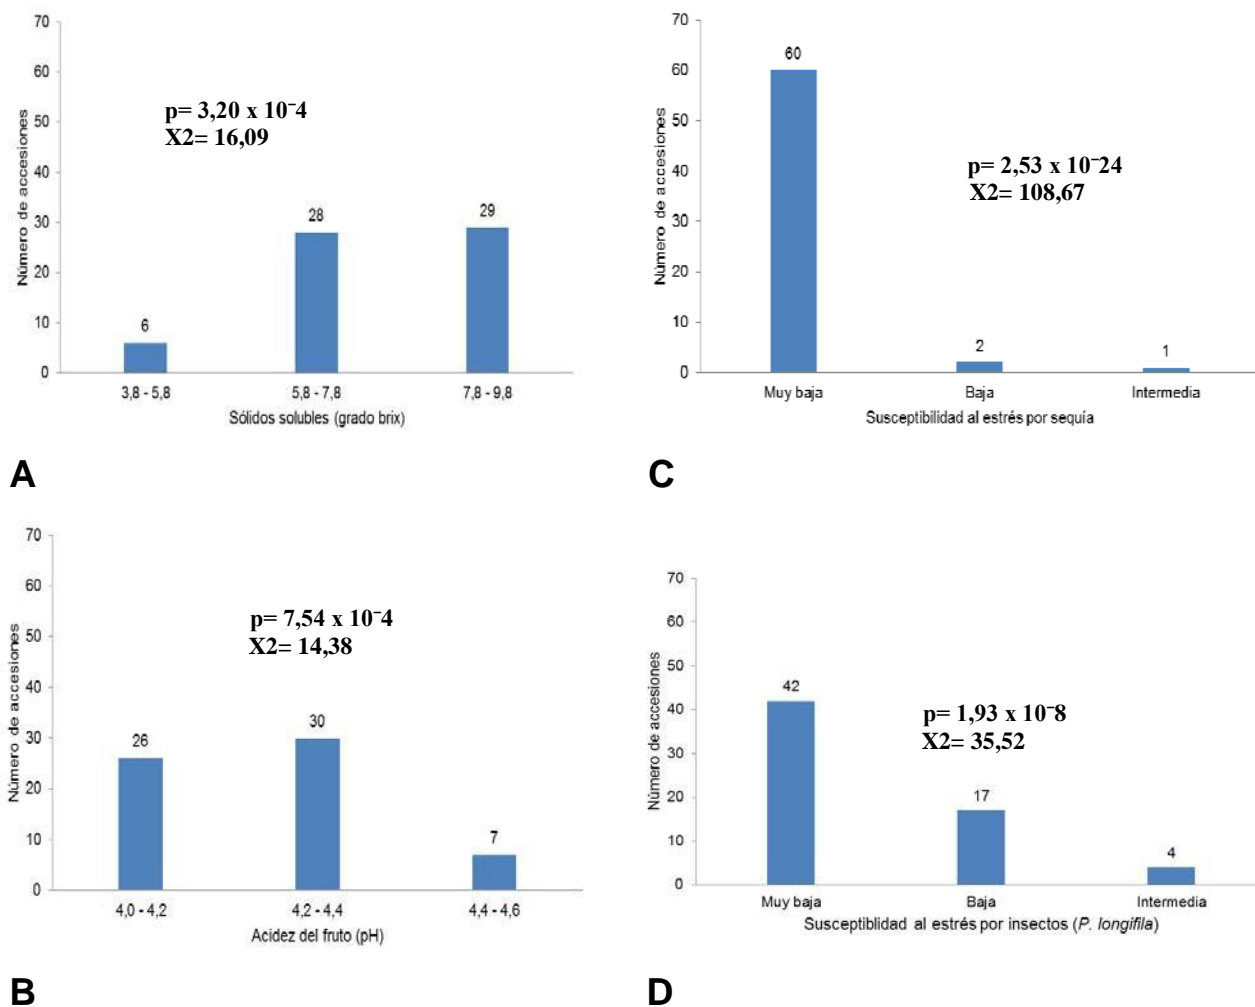 70
60
50
40
30
20
10
0
Número de accesiones
p= 3,20 x 10⁻4
X2= 16,09
6
28
29
3,8 - 5,8
5,8 - 7,8
7,8 - 9,8
Sólidos solubles (grado brix)
A
70
60
50
40
30
20
10
0
Número de accesiones
p= 7,54 x 10⁻4
X2= 14,38
26
30
7
4,0 - 4,2
4,2 - 4,4
4,4 - 4,6
Acidez del fruto (pH)
B
70
60
50
40
30
20
10
0
Número de accesiones
60
p= 2,53 x 10⁻24
X2= 108,67
2
1
Muy baja
Baja
Intermedia
Susceptibilidad al estrés por sequía
C
70
60
50
40
30
20
10
0
Número de accesiones
42
p= 1,93 x 10⁻8
X2= 35,52
17
4
Muy baja
Baja
Intermedia
Susceptiblidad al estrés por insectos (P. longifila)
D